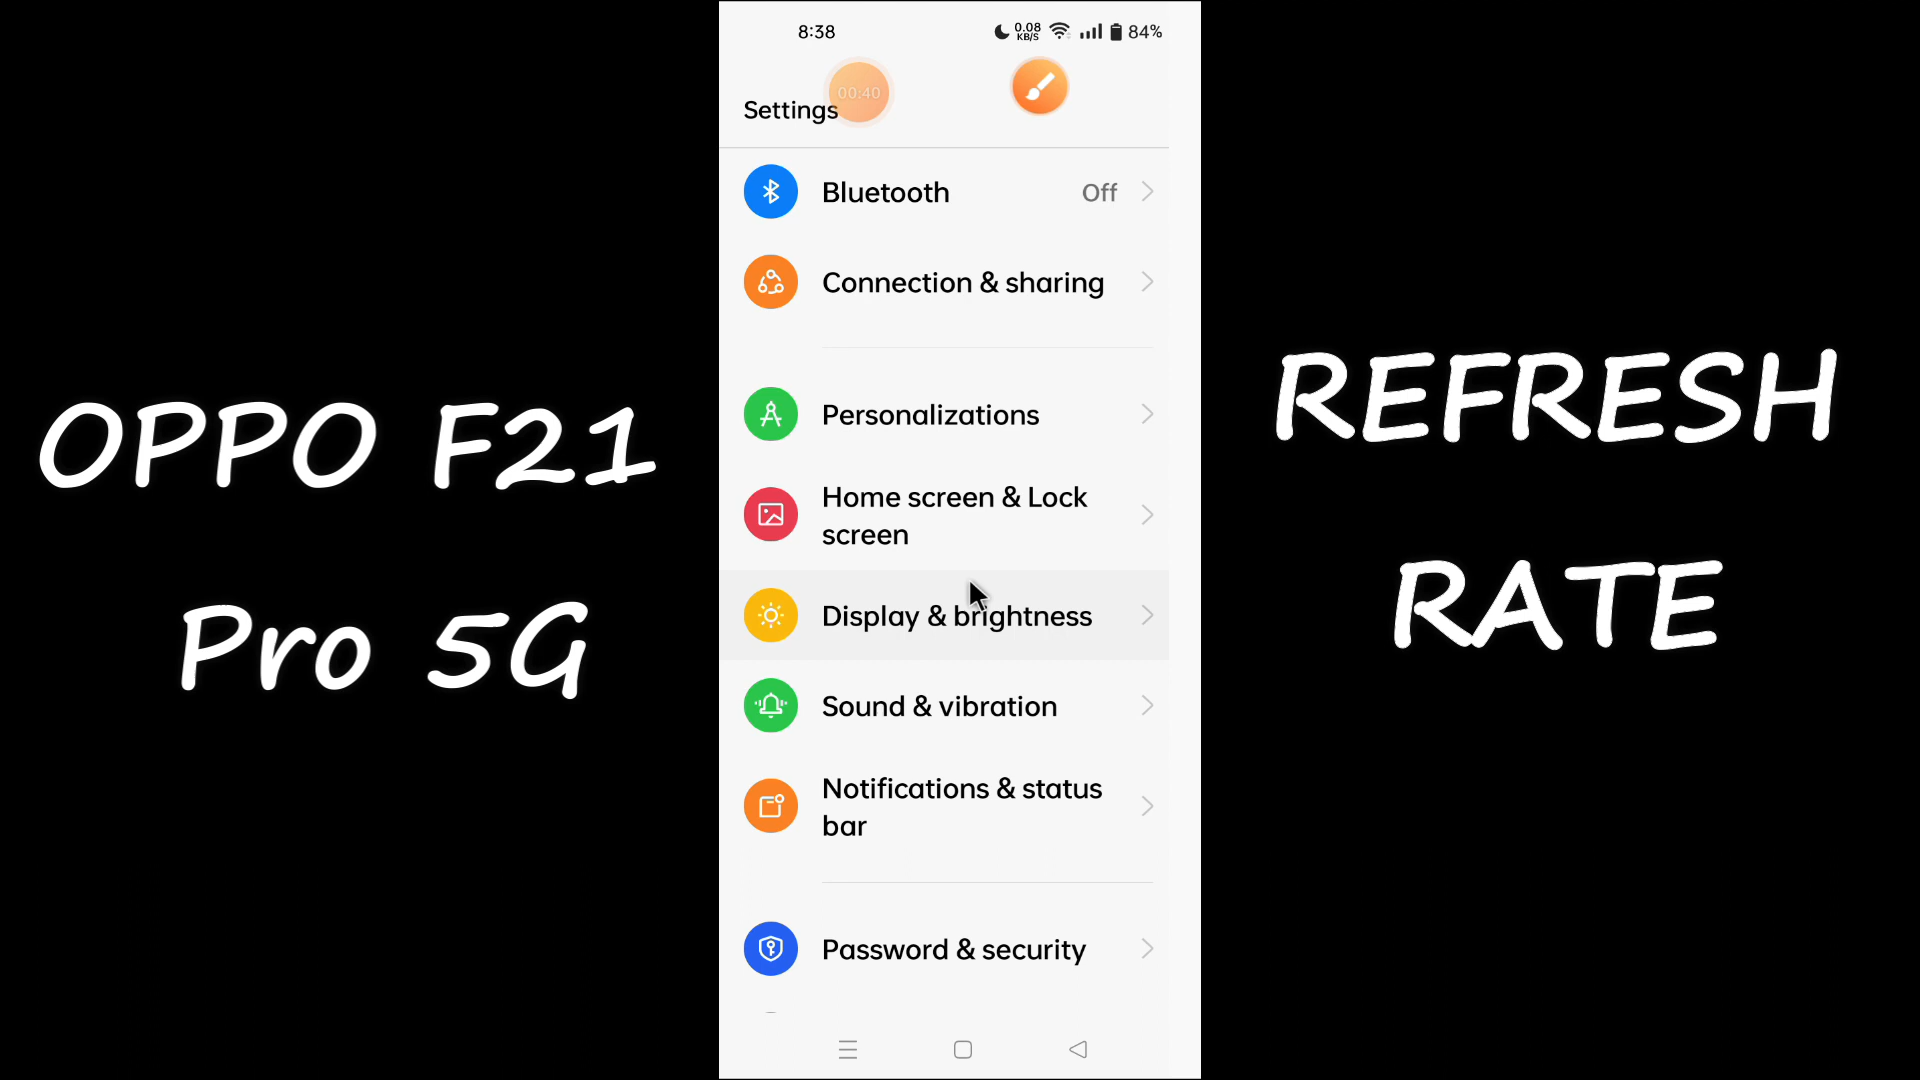 OPPO F21
Pro 5G
8:38
0.08
KB/S
84%
00:40
Settings
Bluetooth
Off
Connection & sharing
Personalizations
Home screen & Lock
screen
Display & brightness
Sound & vibration
Notifications & status
bar
Password & security
REFRESH
RATE